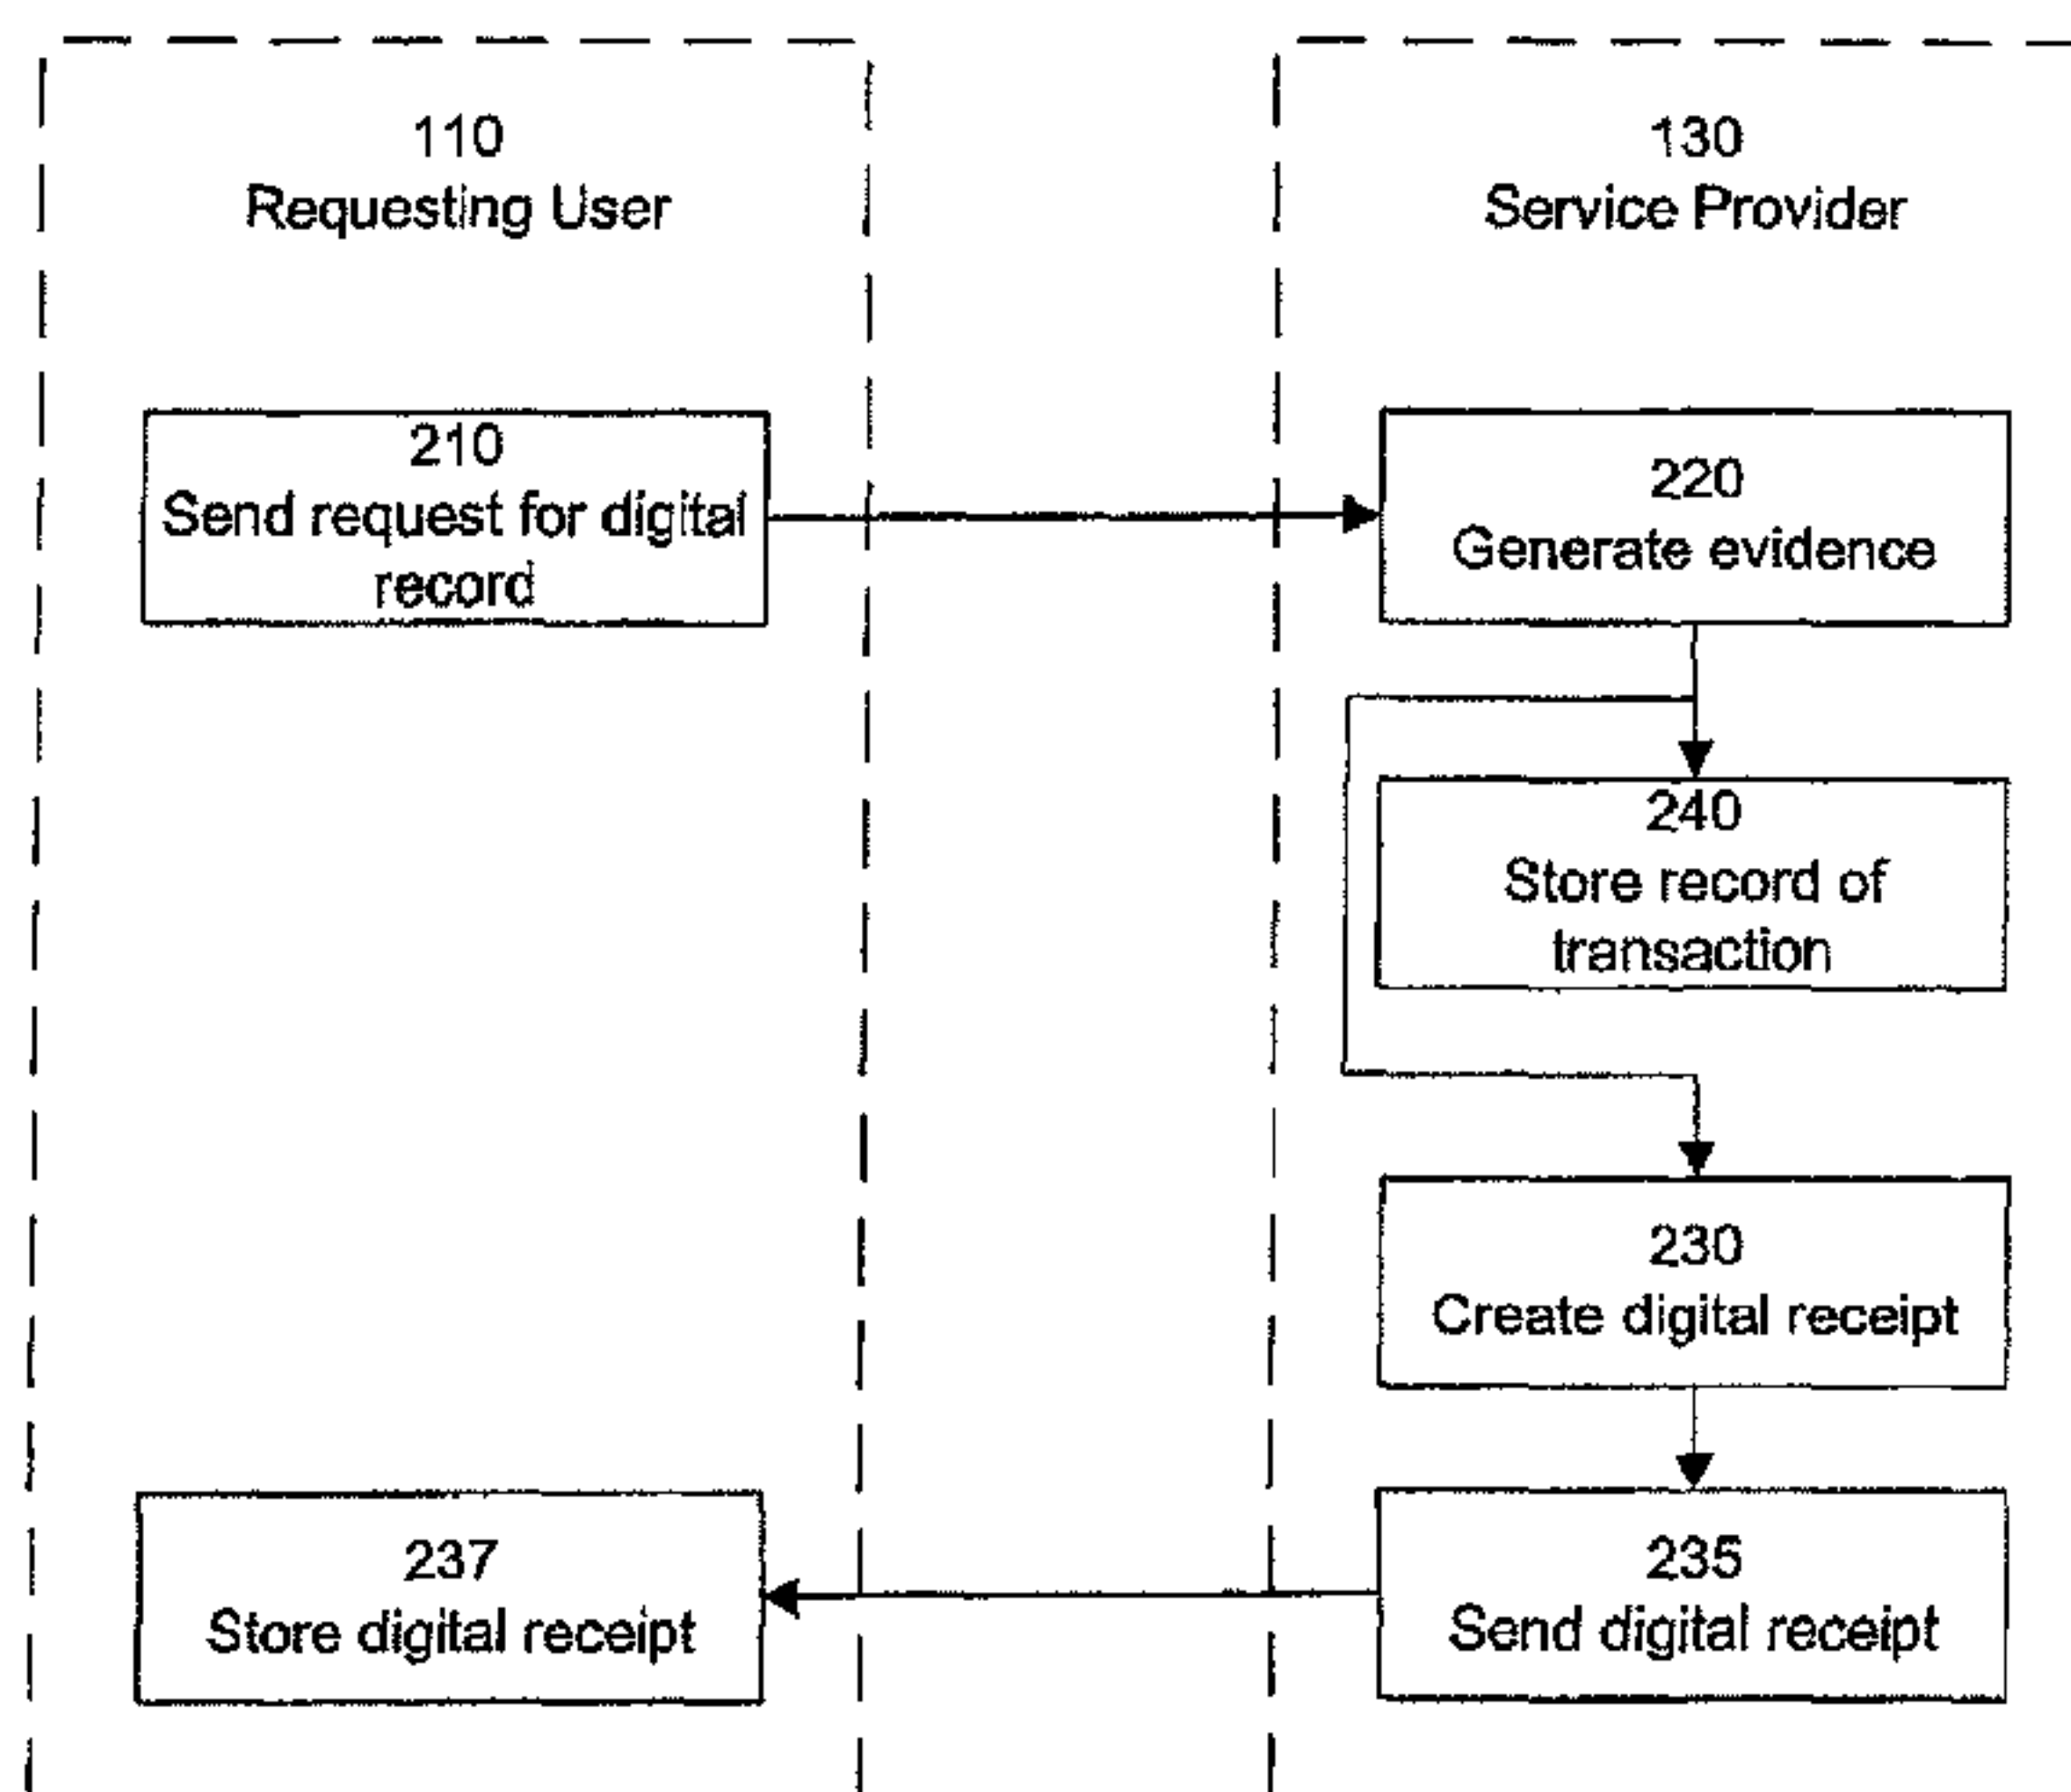 110
Requesting User
130
Service Provider
210
Send request for digital
record
220
Generate evidence
240
Store record of
transaction
230
Create digital receipt
237
Store digital receipt
235
Send digital receipt